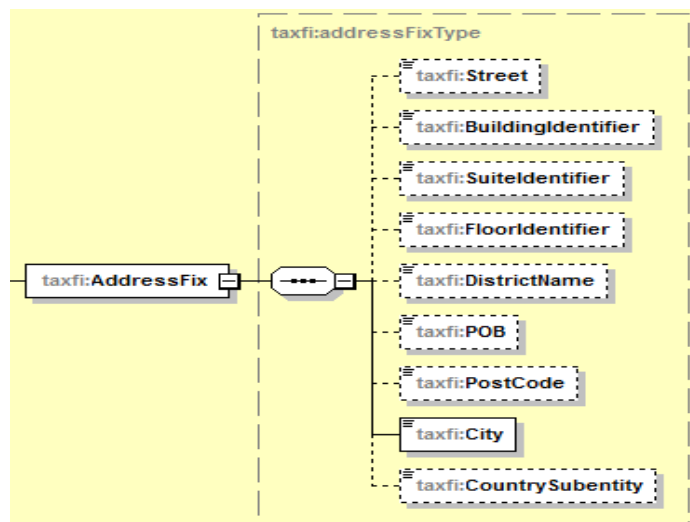 taxfi:addressFixType
taxfi:Street
taxfi:BuildingIdentifier
taxfi:SuiteIdentifier
taxfi:FloorIdentifier
taxfi:AddressFix
taxfi:DistrictName
taxfi:POB
taxfi:PostCode
taxfi:City
taxfi:CountrySubentity